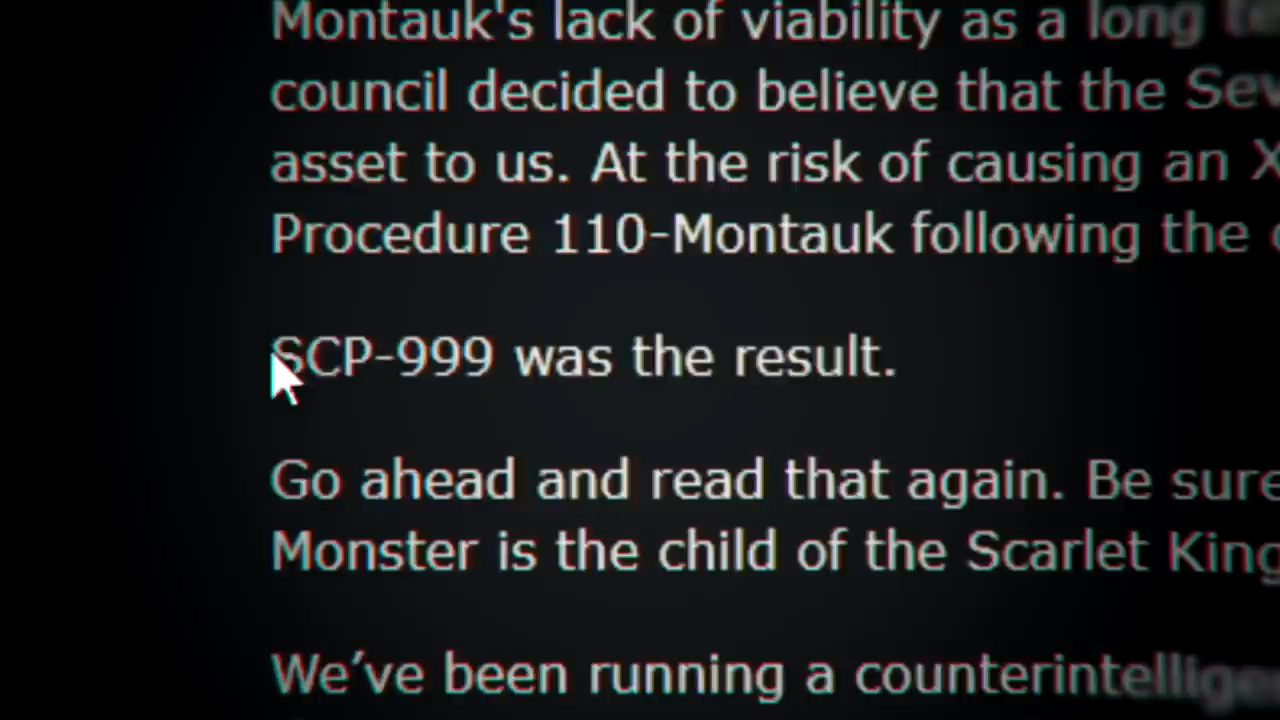 Montauk's lack of viability as a long
council decided to believe that the
asset to us. At the risk of causing an
Procedure 110-Montauk following the
SCP-999 was the result.
Go ahead and read that again. Be sure
Monster is the child of the Scarlet King
We’ve been running a